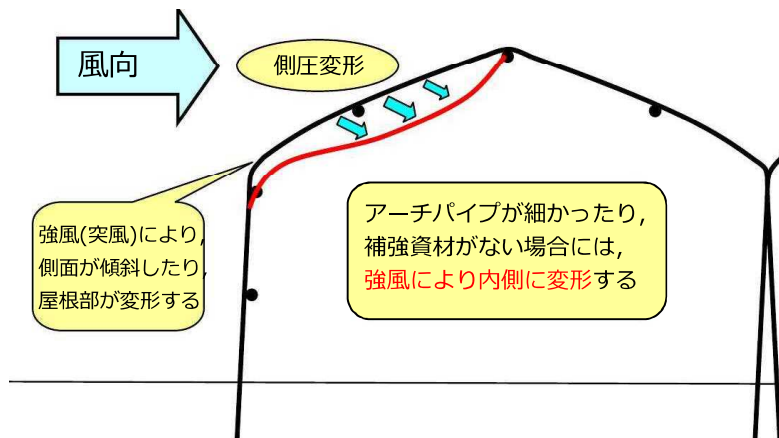 風向
側圧変形
強風(突風)により,
側面が傾斜したり,
屋根部が変形する
アーチパイプが細かったり,
補強資材がない場合には,
強風により内側に変形する